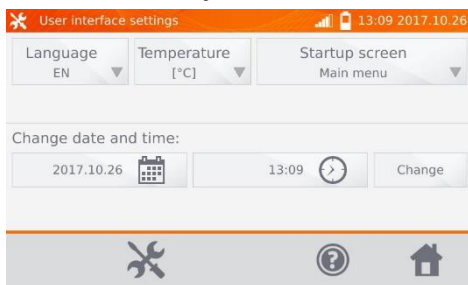 User interface settings 13:09 2017.10.26
Language Temperature Startup screen
EN [°C] Main menu
Change date and time:
2017.10.26 13:09 Change